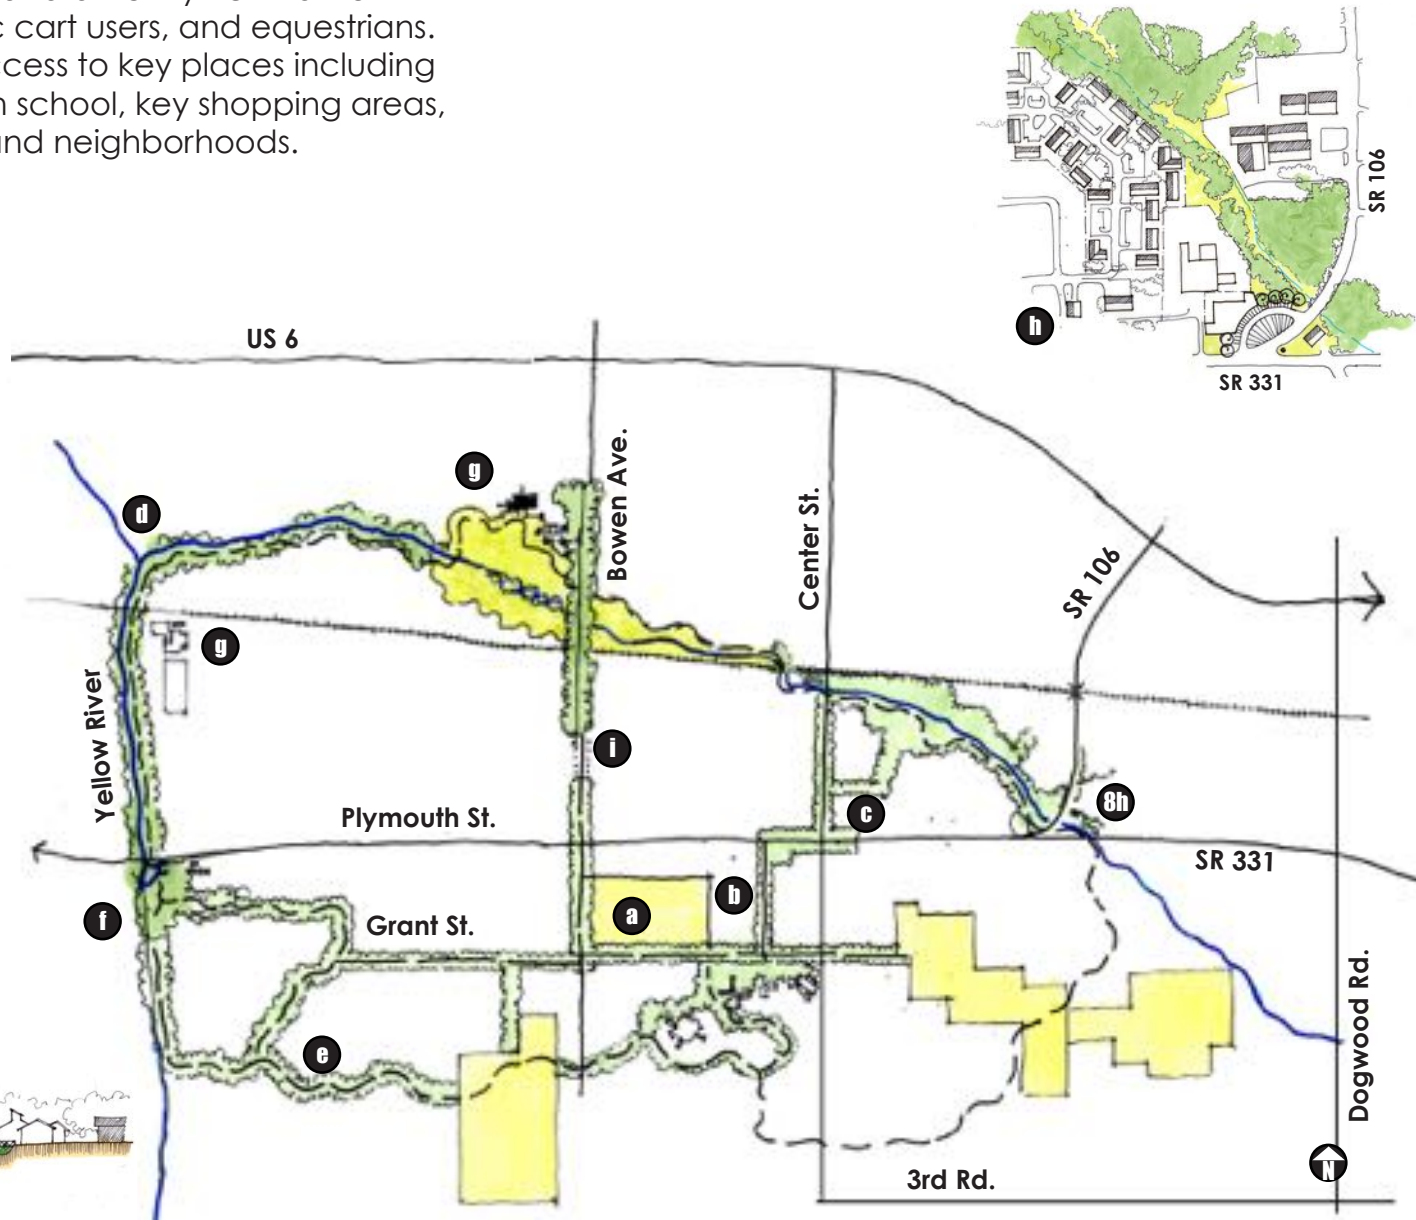 cart users, and equestrians.
ccess to key places including
school, key shopping areas,
and neighborhoods.
SR 106
h
SR 331
US 6
Bowen Ave.
g
Center St.
d
SR 106
g
Yellow River
i
8h
c
Plymouth St.
SR 331
b
a
f
Grant St.
e
Dogwood Rd.
N
3rd Rd.